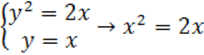 {y² = 2x
y = x → x² = 2x